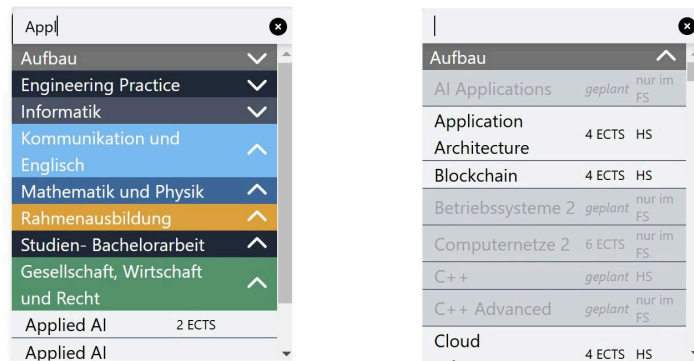 Appl
Aufbau
Engineering Practice
Informatik
Kommunikation und
Englisch
Mathematik und Physik
Rahmenausbildung
Studien- Bachelorarbeit
Gesellschaft, Wirtschaft
und Recht
Applied AI 2 ECTS
Applied AI
Aufbau
AI Applications geplant nur im
FS
Application
Architecture 4 ECTS HS
Blockchain 4 ECTS HS
Betriebssysteme 2 geplant nur im
FS
Computernetze 2 6 ECTS nur im
FS
C++ geplant HS
C++ Advanced geplant nur im
FS
Cloud
4 ECTS HS